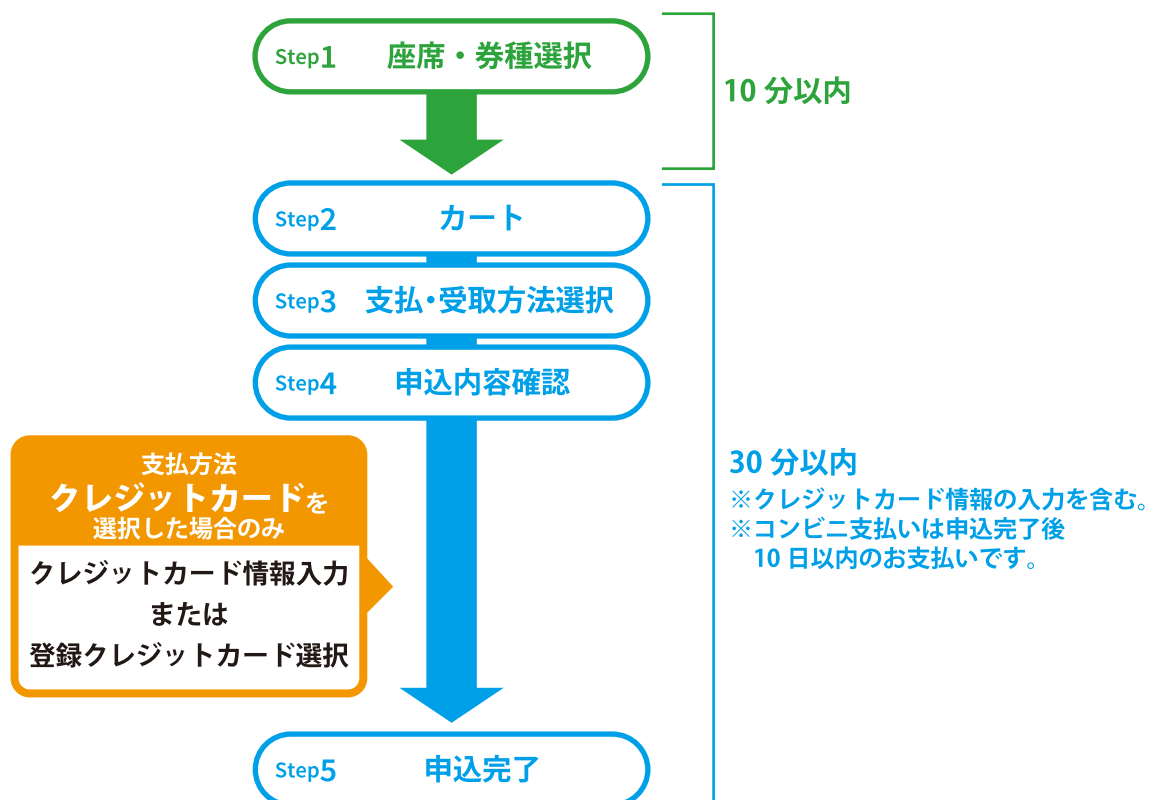 Step1 座席・券種選択
10 分以内
Step2 カート
Step3 支払・受取方法選択
Step4 申込内容確認
支払方法
クレジットカードを
選択した場合のみ
クレジットカード情報入力
または
登録クレジットカード選択
30 分以内
※クレジットカード情報の入力を含む。
※コンビニ支払いは申込完了後
10 日以内のお支払いです。
Step5 申込完了